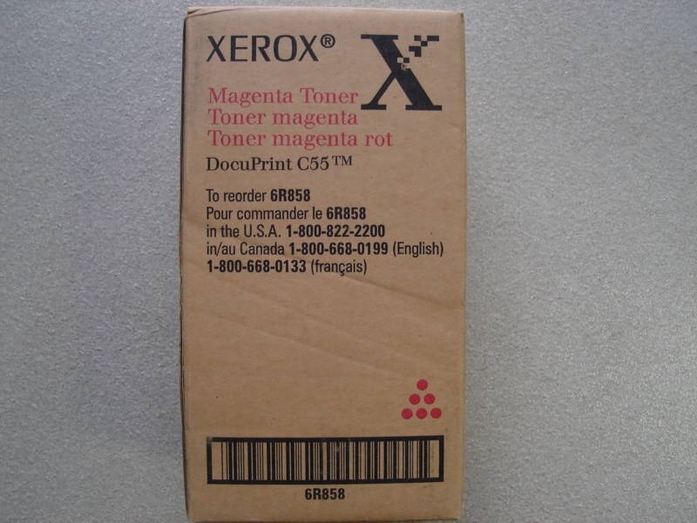 XEROX®
Magenta Toner
Toner magenta
Toner magenta rot
DocuPrint C55™
To reorder 6R858
Pour commander le 6R858
in the U.S.A. 1-800-822-2200
in/au Canada 1-800-668-0199 (English)
1-800-668-0133 (français)
6R858